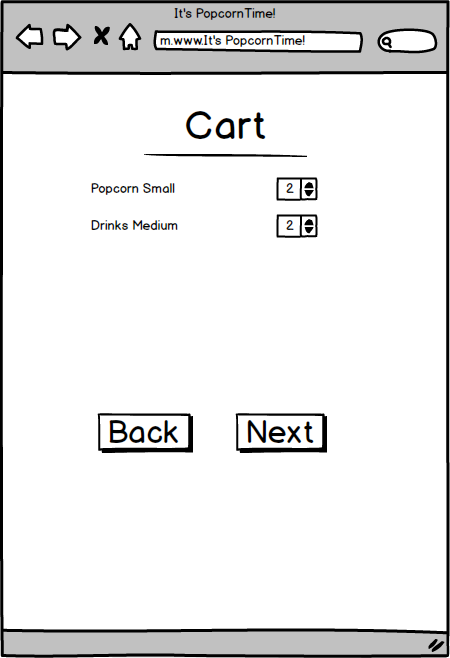 It's PopcornTime!
m.www.It's PopcornTime!
Cart
Popcorn Small 2
Drinks Medium 2
Back Next